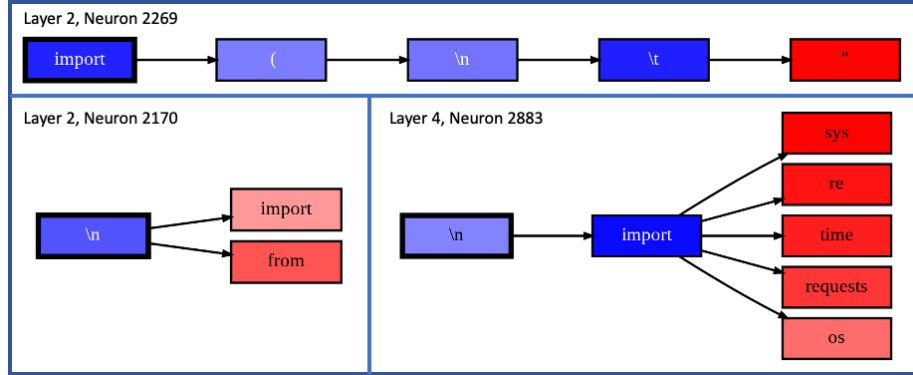 Layer 2, Neuron 2269
import ( \n \t "
Layer 2, Neuron 2170
\n
import
from
Layer 4, Neuron 2883
\n
import
sys
re
time
requests
os